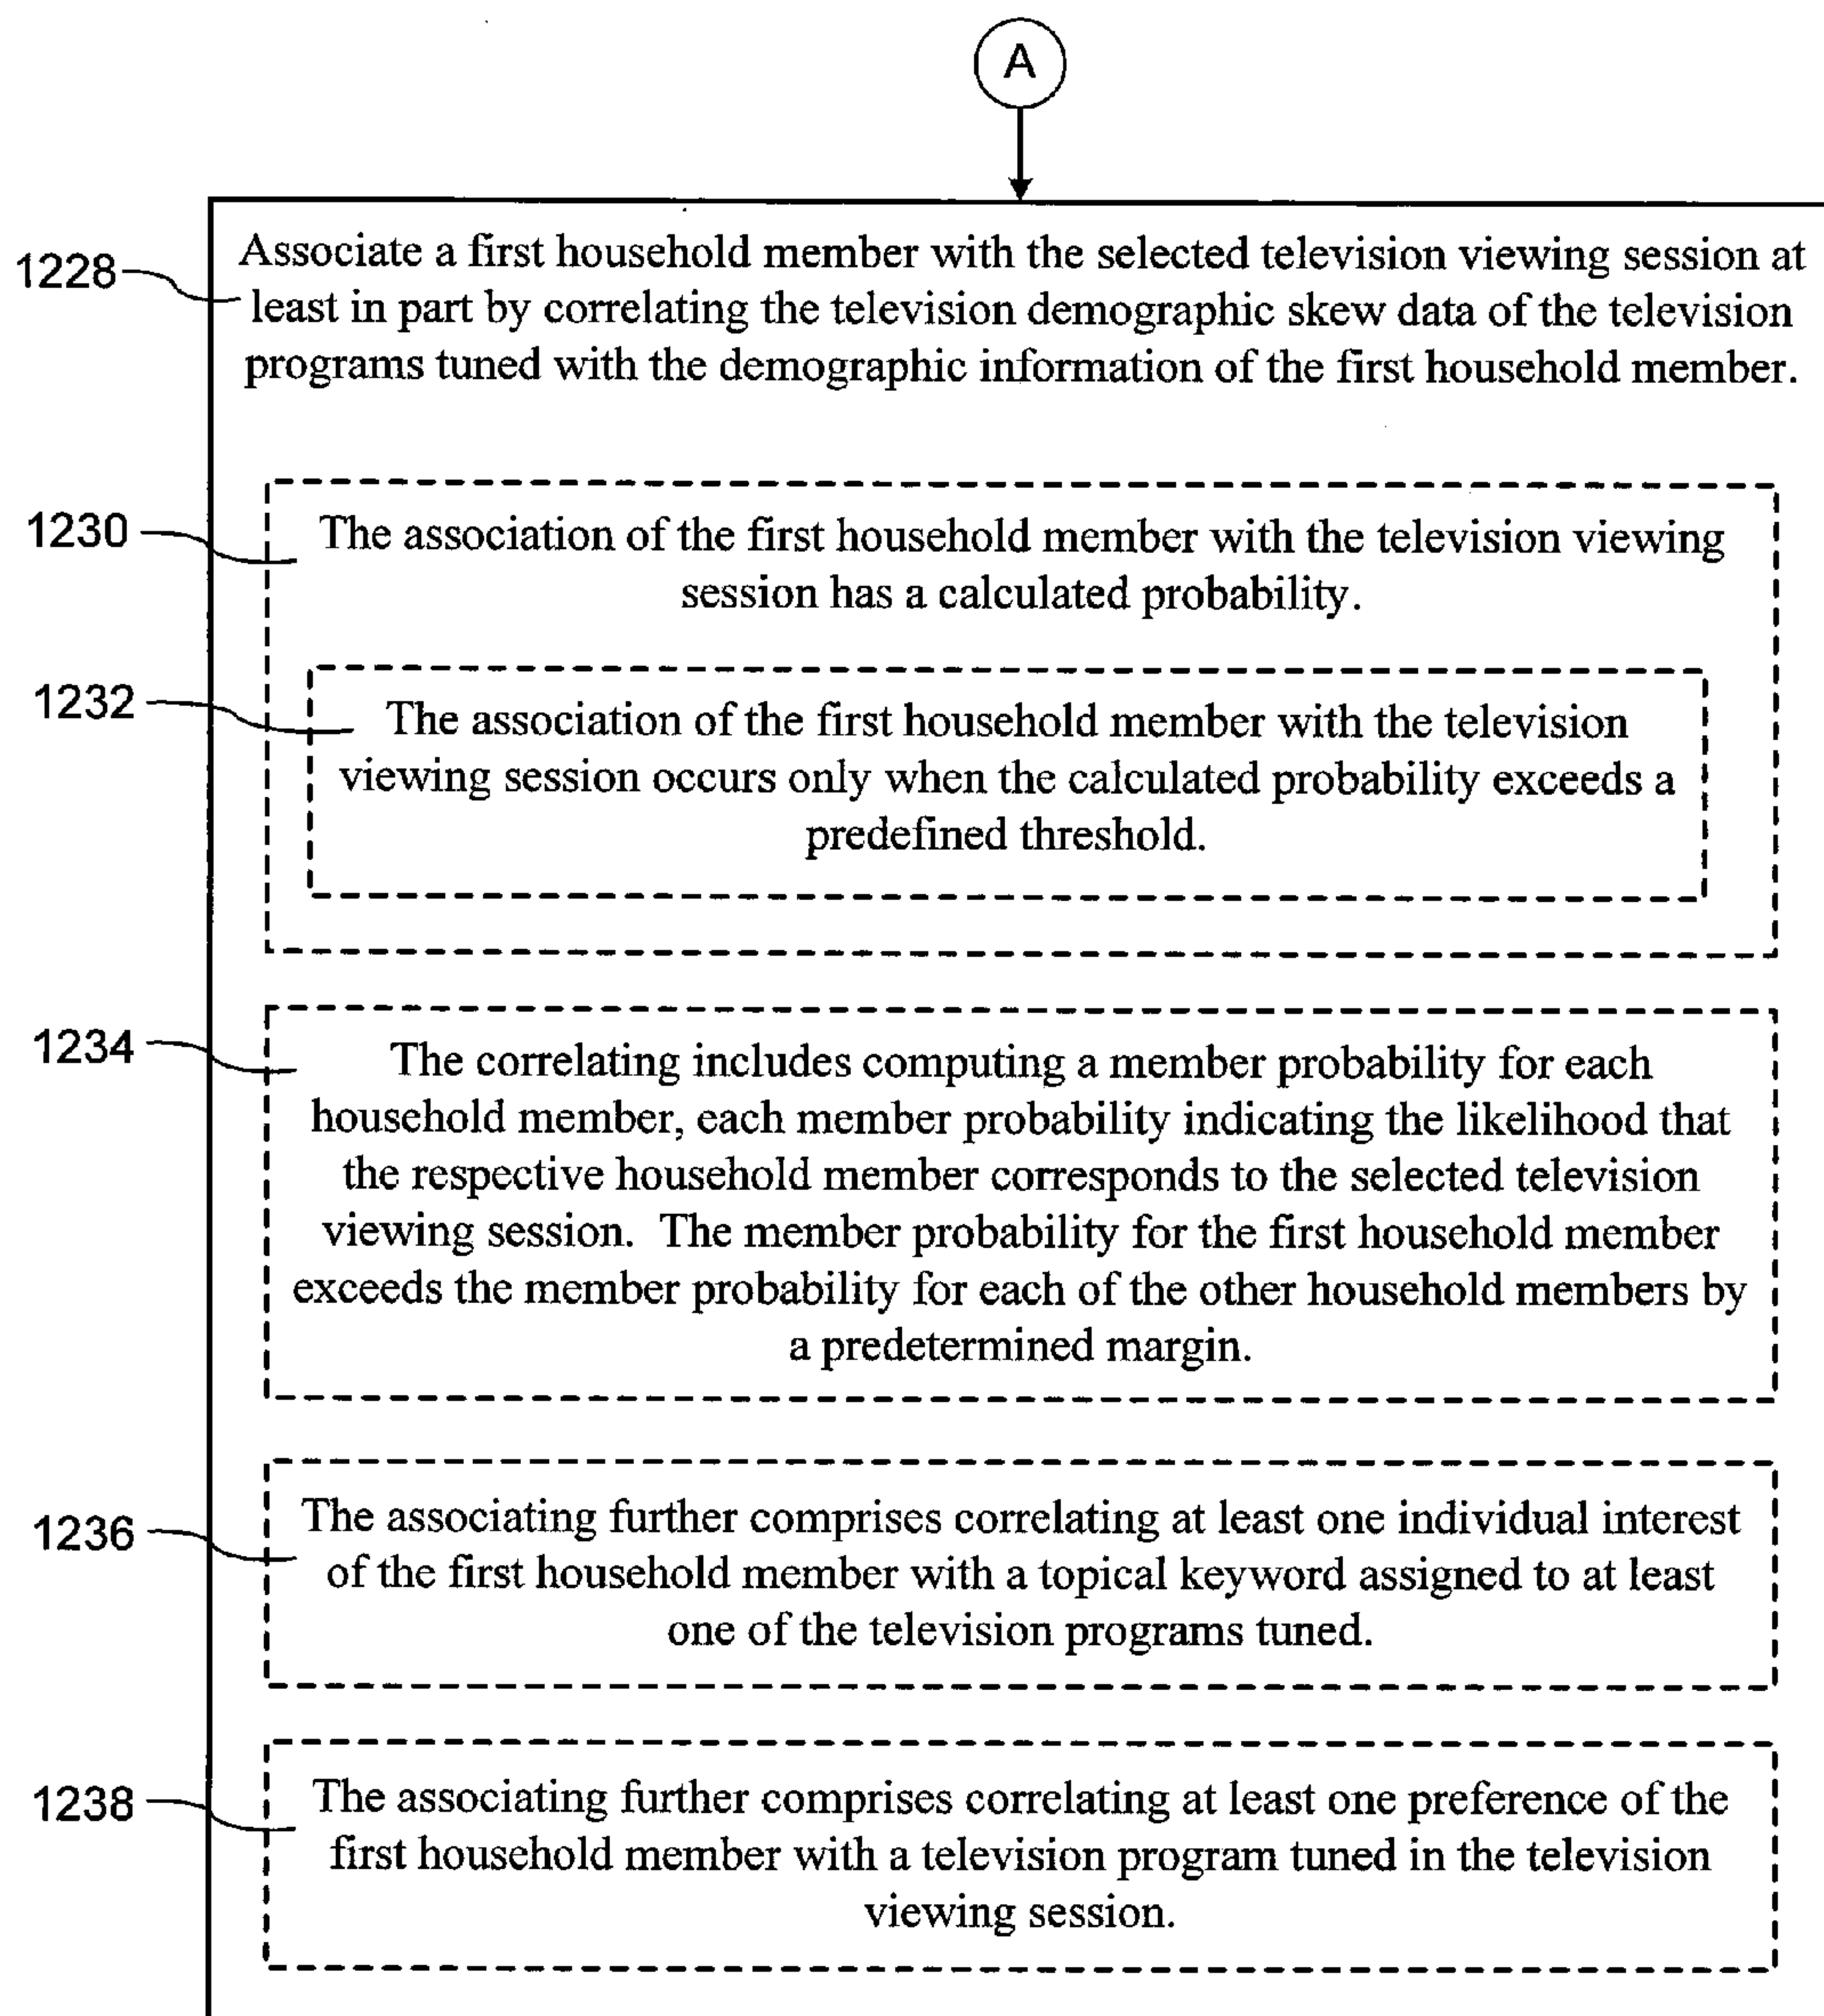 A
1228
Associate a first household member with the selected television viewing session at
least in part by correlating the television demographic skew data of the television
programs tuned with the demographic information of the first household member.
1230
The association of the first household member with the television viewing
session has a calculated probability.
1232
The association of the first household member with the television
viewing session occurs only when the calculated probability exceeds a
predefined threshold.
1234
The correlating includes computing a member probability for each
household member, each member probability indicating the likelihood that
the respective household member corresponds to the selected television
viewing session.  The member probability for the first household member
exceeds the member probability for each of the other household members by
a predetermined margin.
1236
The associating further comprises correlating at least one individual interest
of the first household member with a topical keyword assigned to at least
one of the television programs tuned.
1238
The associating further comprises correlating at least one preference of the
first household member with a television program tuned in the television
viewing session.